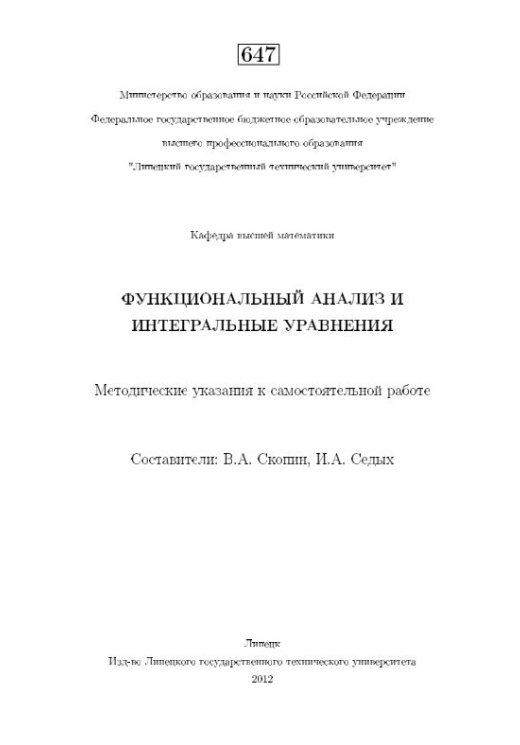 647
Министерство образования и науки Российской Федерации
Федеральное государственное бюджетное образовательное учреждение
высшего профессионального образования
"Липецкий государственный технический университет"
Кафедра высшей математики
ФУНКЦИОНАЛЬНЫЙ АНАЛИЗ И
ИНТЕГРАЛЬНЫЕ УРАВНЕНИЯ
Методические указания к самостоятельной работе
Составители: В.А. Скопин, И.А. Седых
Липецк
Изд-во Липецкого государственного технического университета
2012